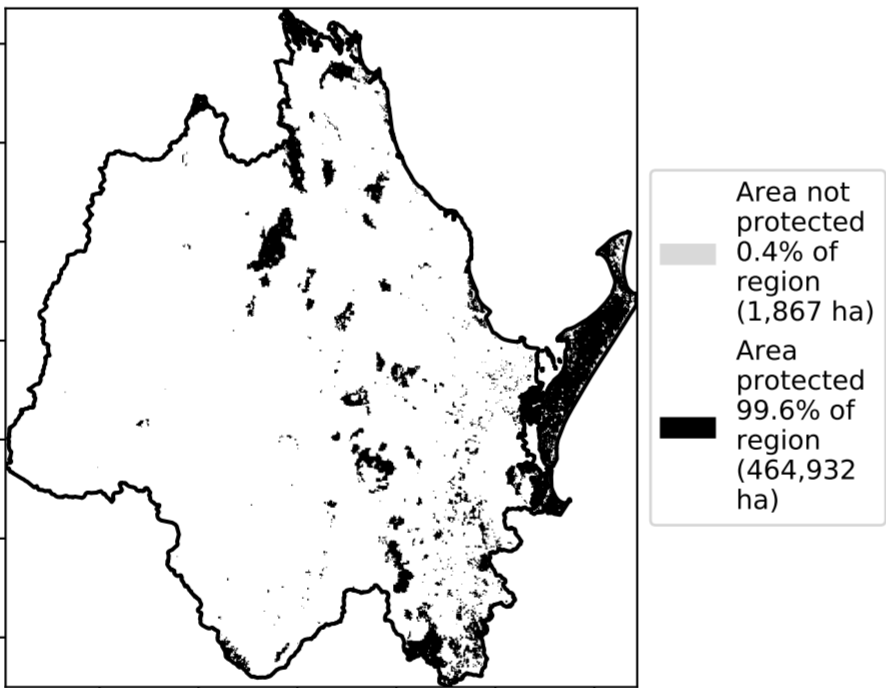 Area not
protected
0.4% of
region
(1,867 ha)
Area
protected
99.6% of
region
(464,932
ha)